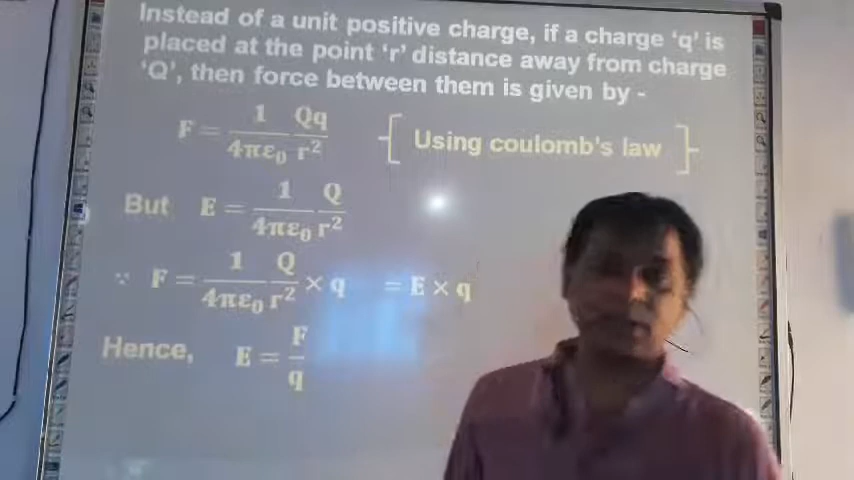 Instead of a unit positive charge, if a charge ‘q’ is
placed at the point ‘r’ distance away from charge
‘Q’, then force between them is given by -
F = 1/4πε₀ Qq/r² [ Using coulomb's law ]
But E = 1/4πε₀ Q/r²
∵ F = 1/4πε₀ Q/r² × q = E × q
Hence, E = F/q